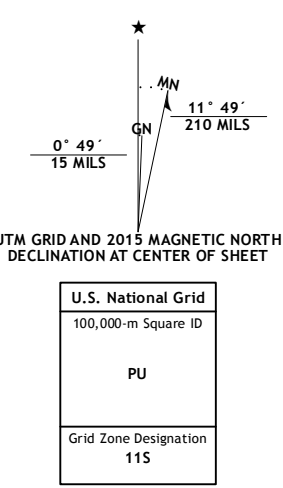 ★
MN
GN
11° 49´
210 MILS
0° 49´
15 MILS
UTM GRID AND 2015 MAGNETIC NORTH
DECLINATION AT CENTER OF SHEET
U.S. National Grid
100,000-m Square ID
PU
Grid Zone Designation
11S